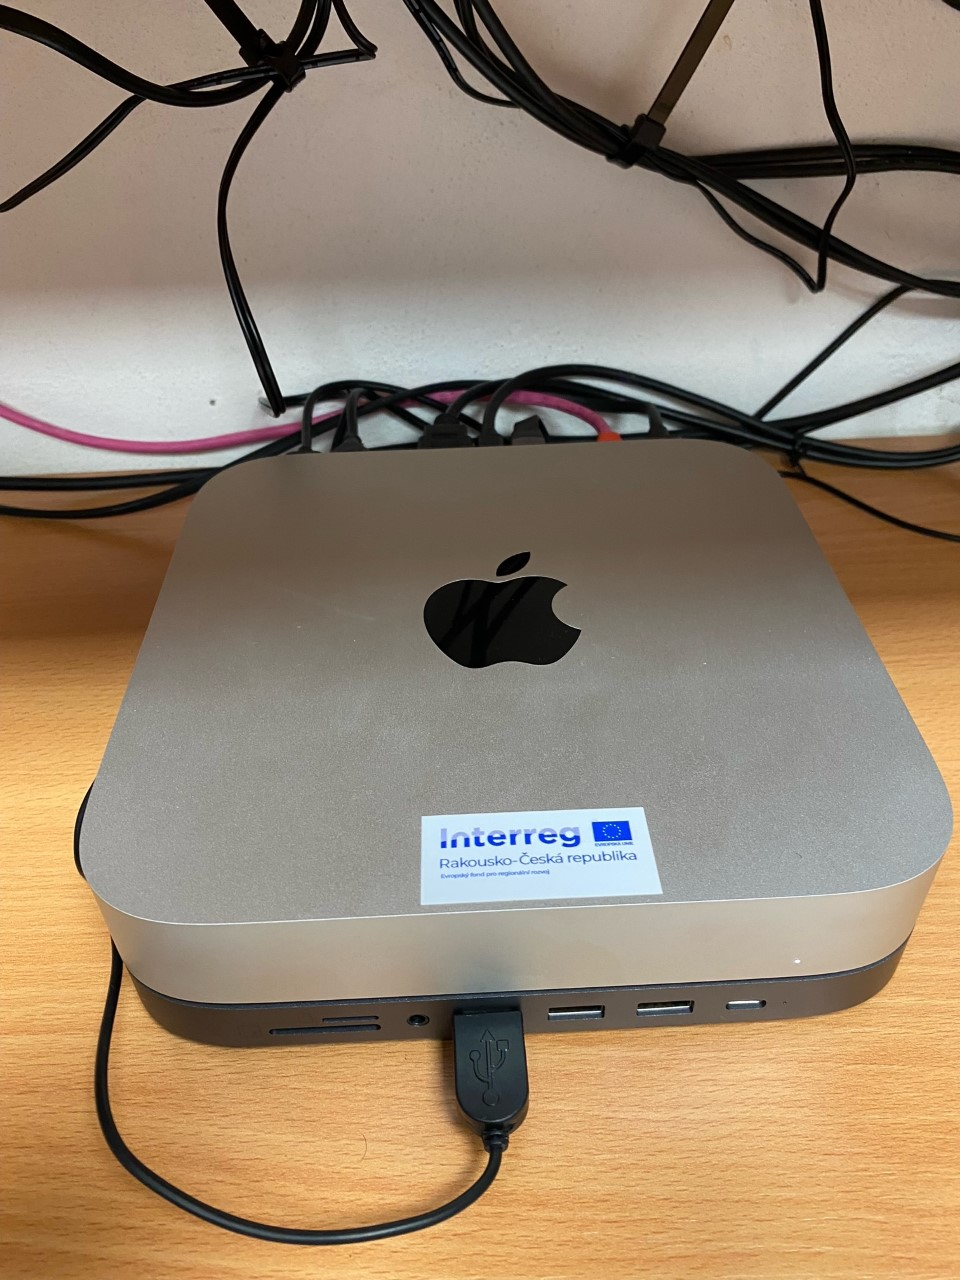 Interreg
EVROPSKÁ UNIE
Rakousko-Česká republika
Evropský fond pro regionální rozvoj